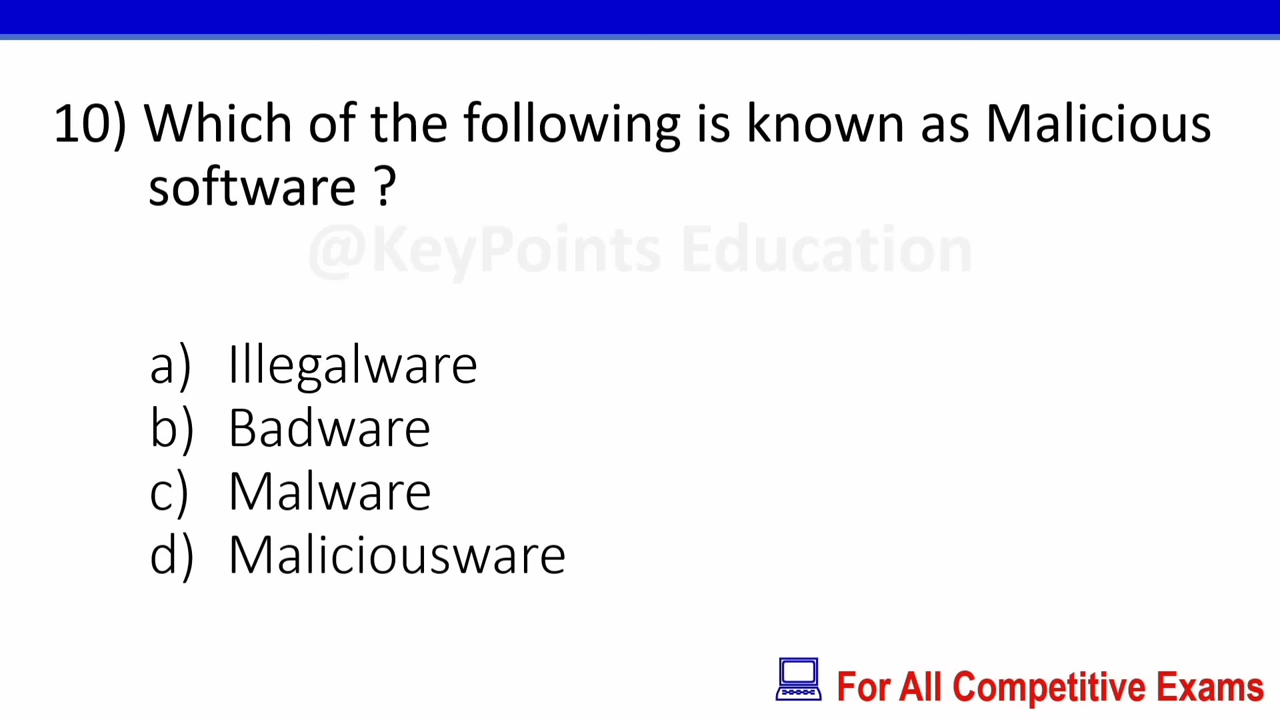 10) Which of the following is known as Malicious
software ?
@KeyPoints Education
a) Illegalware
b) Badware
c) Malware
d) Maliciousware
For All Competitive Exams